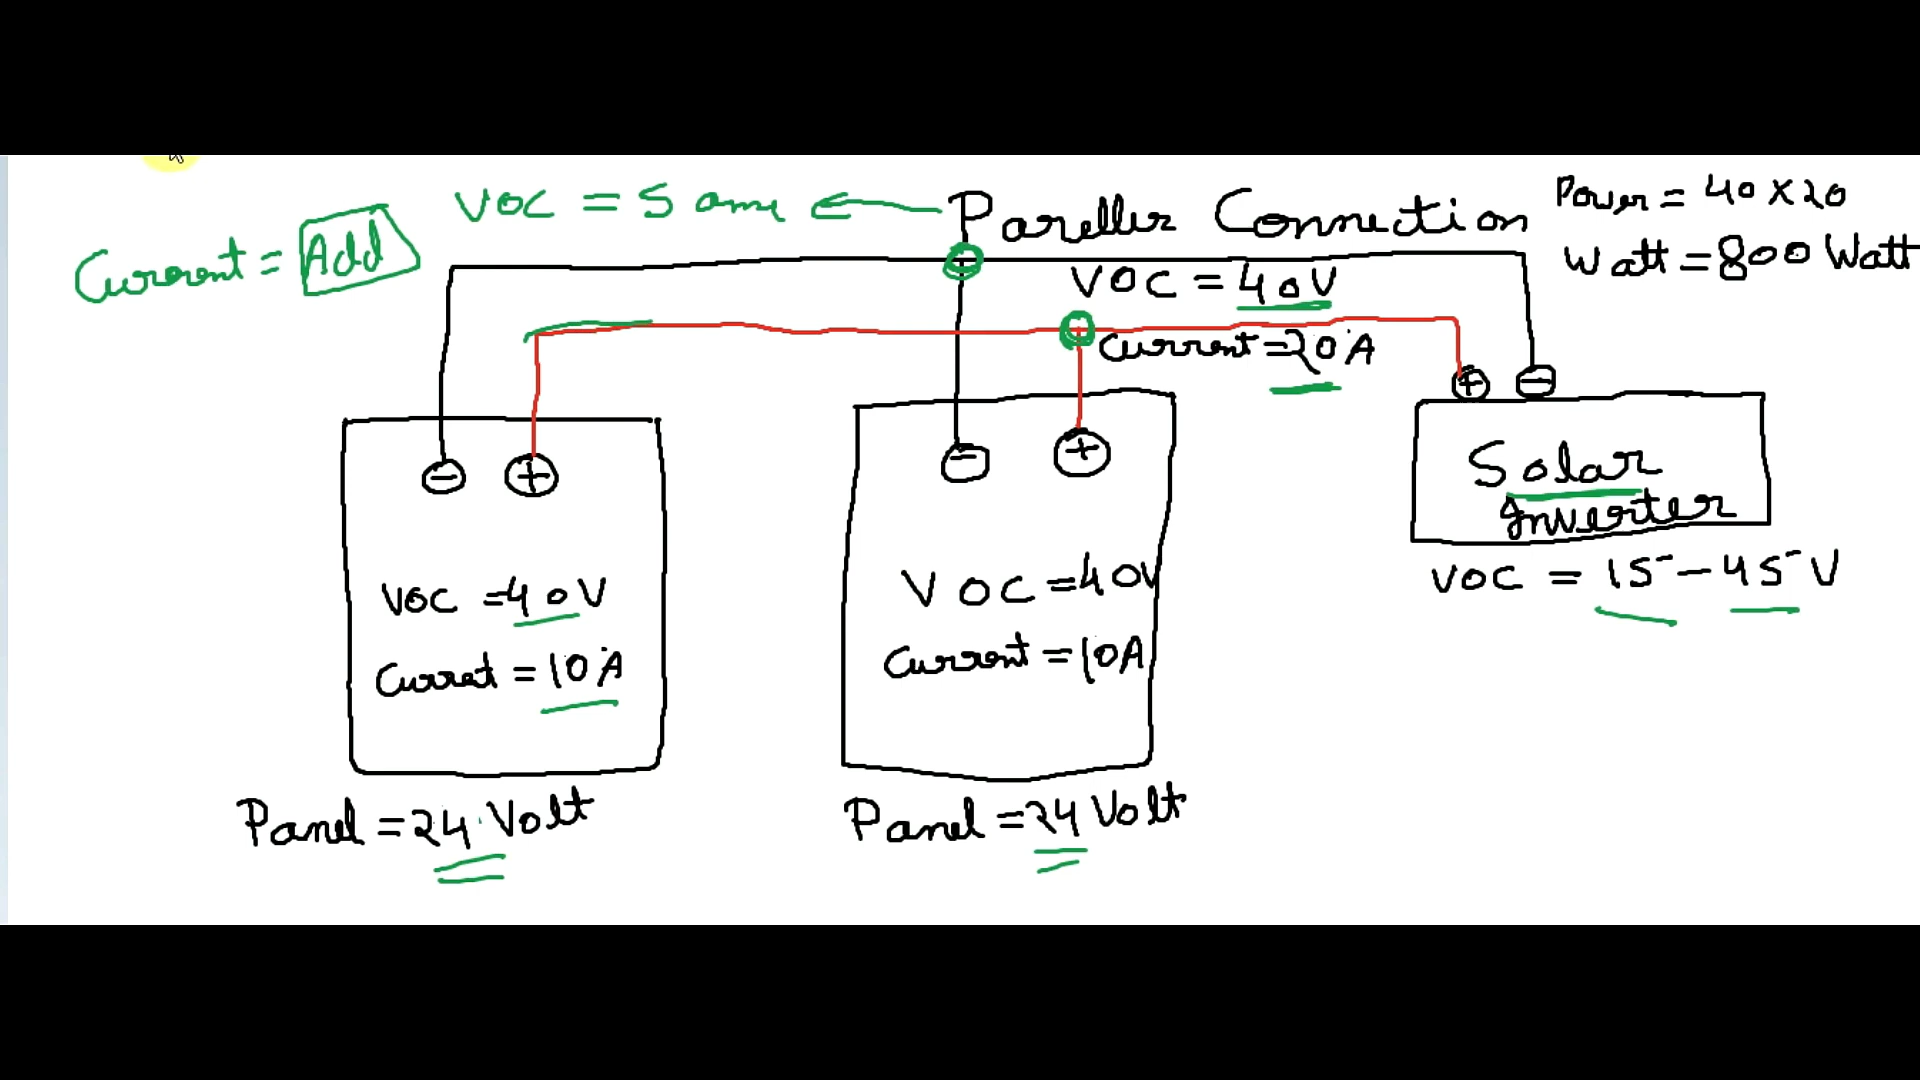 VOC = Same ← Pareller Connection
Current = Add
Power = 40 X 20
Watt = 800 Watt
VOC = 40V
Current = 20A
+ −
Solar
Inverter
VOC = 15 - 45 V
− +
VOC = 40V
Curret = 10A
Panel = 24 Volt
− +
VOC = 40V
Current = 10A
Panel = 24 Volt